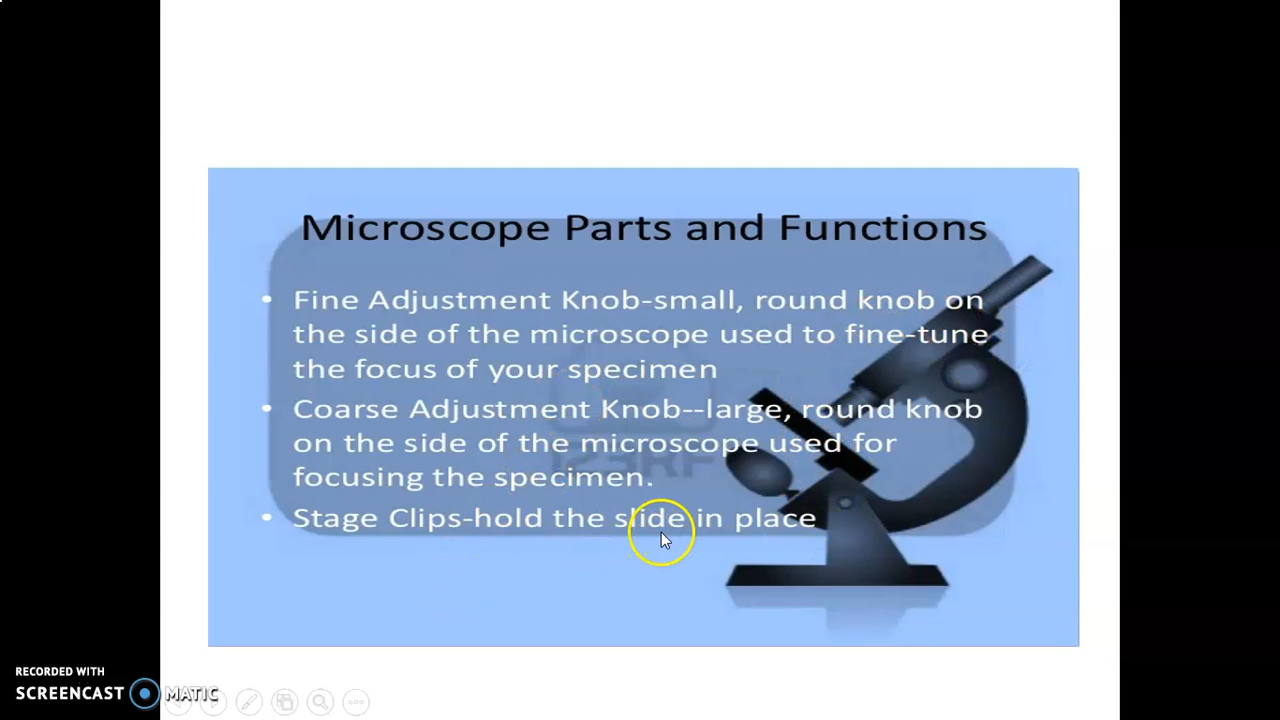 Microscope Parts and Functions
• Fine Adjustment Knob-small, round knob on
the side of the microscope used to fine-tune
the focus of your specimen
• Coarse Adjustment Knob--large, round knob
on the side of the microscope used for
focusing the specimen.
• Stage Clips-hold the slide in place
123RF
RECORDED WITH
SCREENCAST MATIC